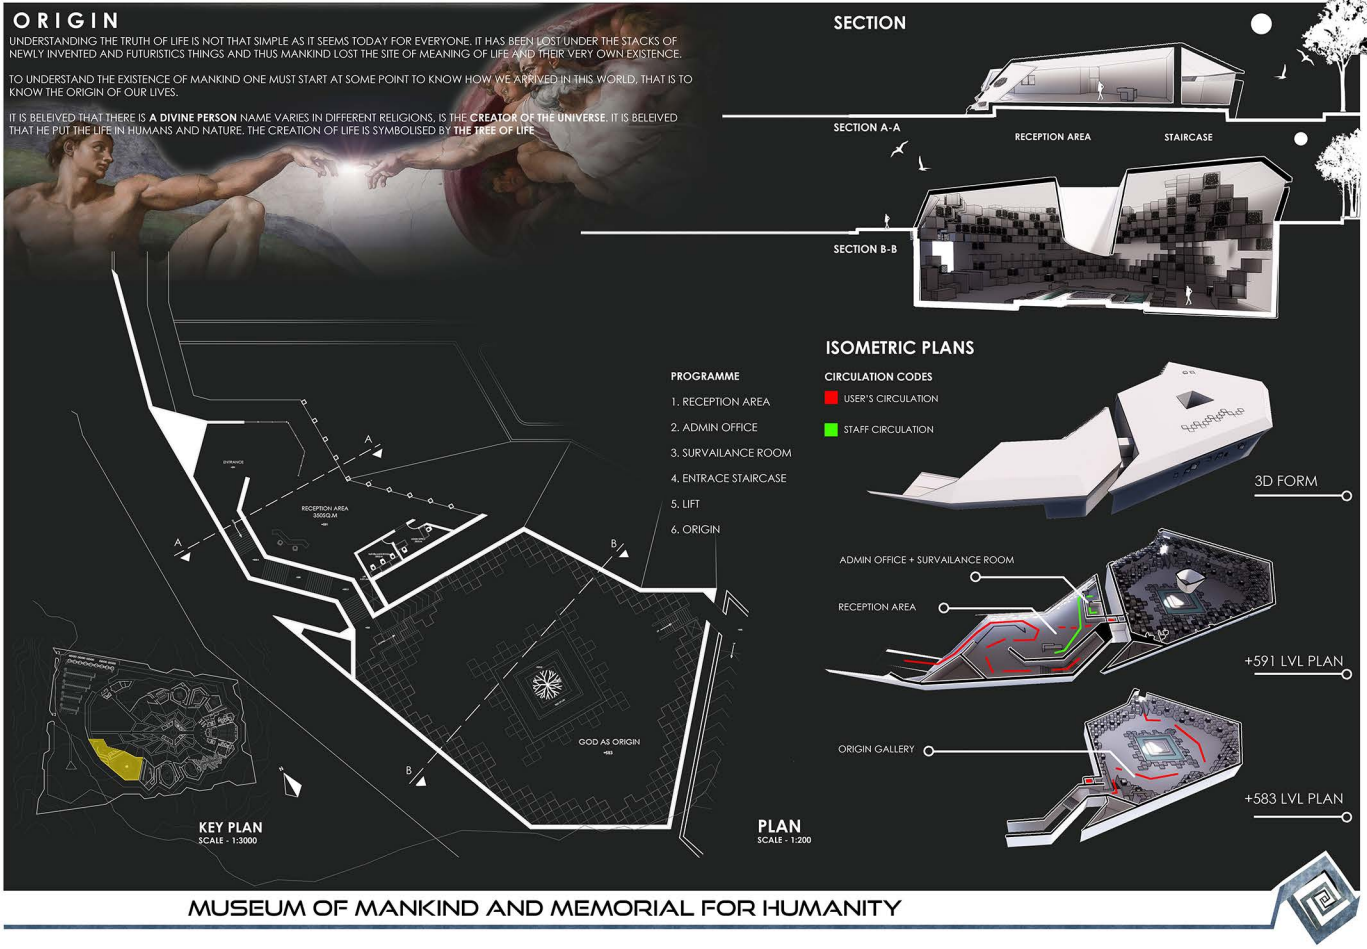 ORIGIN
UNDERSTANDING THE TRUTH OF LIFE IS NOT THAT SIMPLE AS IT SEEMS TODAY FOR EVERYONE. IT HAS BEEN LOST UNDER THE STACKS OF
NEWLY INVENTED AND FUTURISTICS THINGS AND THUS MANKIND LOST THE SITE OF MEANING OF LIFE AND THEIR VERY OWN EXISTENCE.
TO UNDERSTAND THE EXISTENCE OF MANKIND ONE MUST START AT SOME POINT TO KNOW HOW WE ARRIVED IN THIS WORLD, THAT IS TO
KNOW THE ORIGIN OF OUR LIVES.
IT IS BELEIVED THAT THERE IS A DIVINE PERSON NAME VARIES IN DIFFERENT RELIGIONS, IS THE CREATOR OF THE UNIVERSE. IT IS BELEIVED
THAT HE PUT THE LIFE IN HUMANS AND NATURE. THE CREATION OF LIFE IS SYMBOLISED BY THE TREE OF LIFE
SECTION
SECTION A-A
RECEPTION AREA
STAIRCASE
SECTION B-B
PROGRAMME
1. RECEPTION AREA
2. ADMIN OFFICE
3. SURVAILANCE ROOM
4. ENTRACE STAIRCASE
5. LIFT
6. ORIGIN
ISOMETRIC PLANS
CIRCULATION CODES
USER'S CIRCULATION
STAFF CIRCULATION
3D FORM
ADMIN OFFICE + SURVAILANCE ROOM
RECEPTION AREA
+591 LVL PLAN
ORIGIN GALLERY
+583 LVL PLAN
A
ENTRANCE
RECEPTION AREA
350SQ.M
A
B
GOD AS ORIGIN
B
N
KEY PLAN
SCALE - 1:3000
PLAN
SCALE - 1:200
MUSEUM OF MANKIND AND MEMORIAL FOR HUMANITY